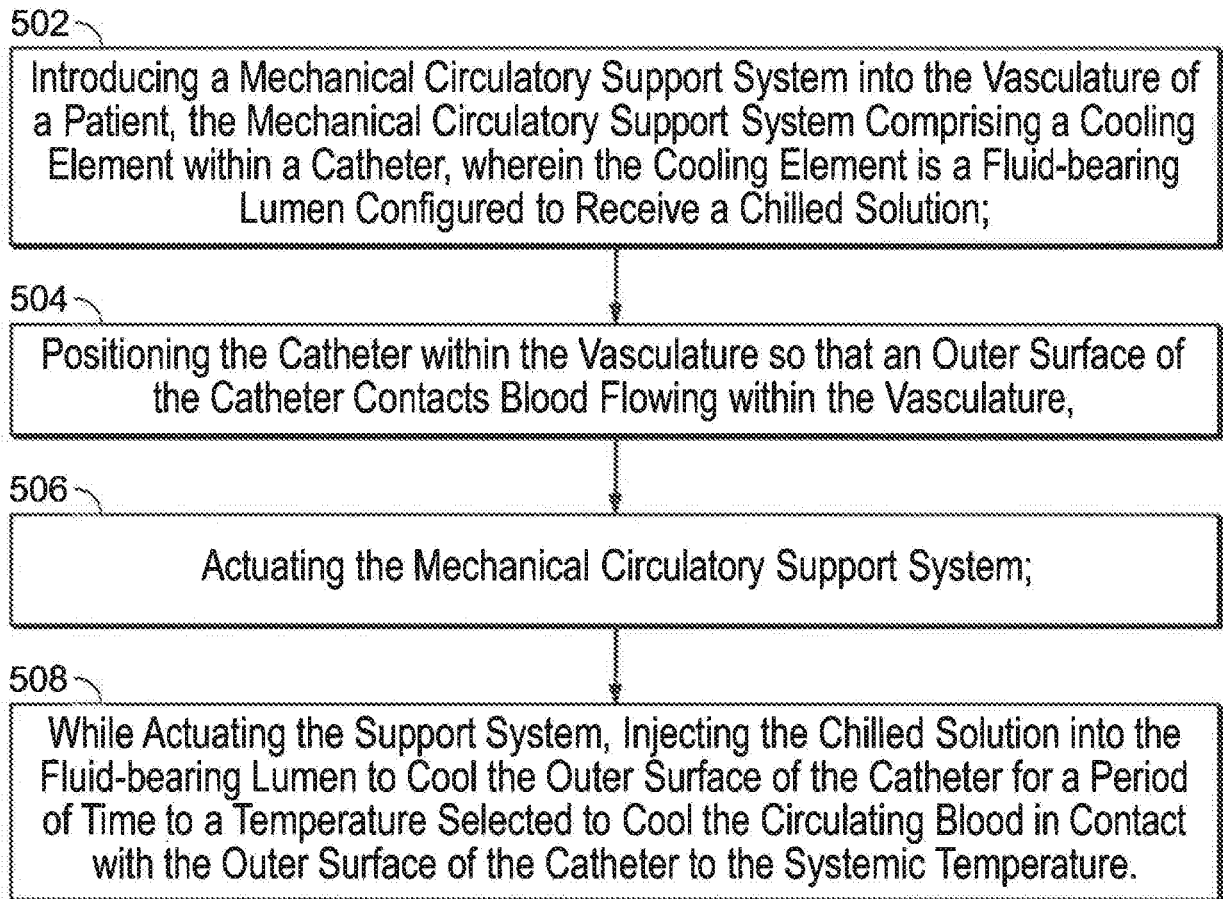 502
Introducing a Mechanical Circulatory Support System into the Vasculature of
a Patient, the Mechanical Circulatory Support System Comprising a Cooling
Element within a Catheter, wherein the Cooling Element is a Fluid-bearing
Lumen Configured to Receive a Chilled Solution;
504
Positioning the Catheter within the Vasculature so that an Outer Surface of
the Catheter Contacts Blood Flowing within the Vasculature,
506
Actuating the Mechanical Circulatory Support System;
508
While Actuating the Support System, Injecting the Chilled Solution into the
Fluid-bearing Lumen to Cool the Outer Surface of the Catheter for a Period
of Time to a Temperature Selected to Cool the Circulating Blood in Contact
with the Outer Surface of the Catheter to the Systemic Temperature.